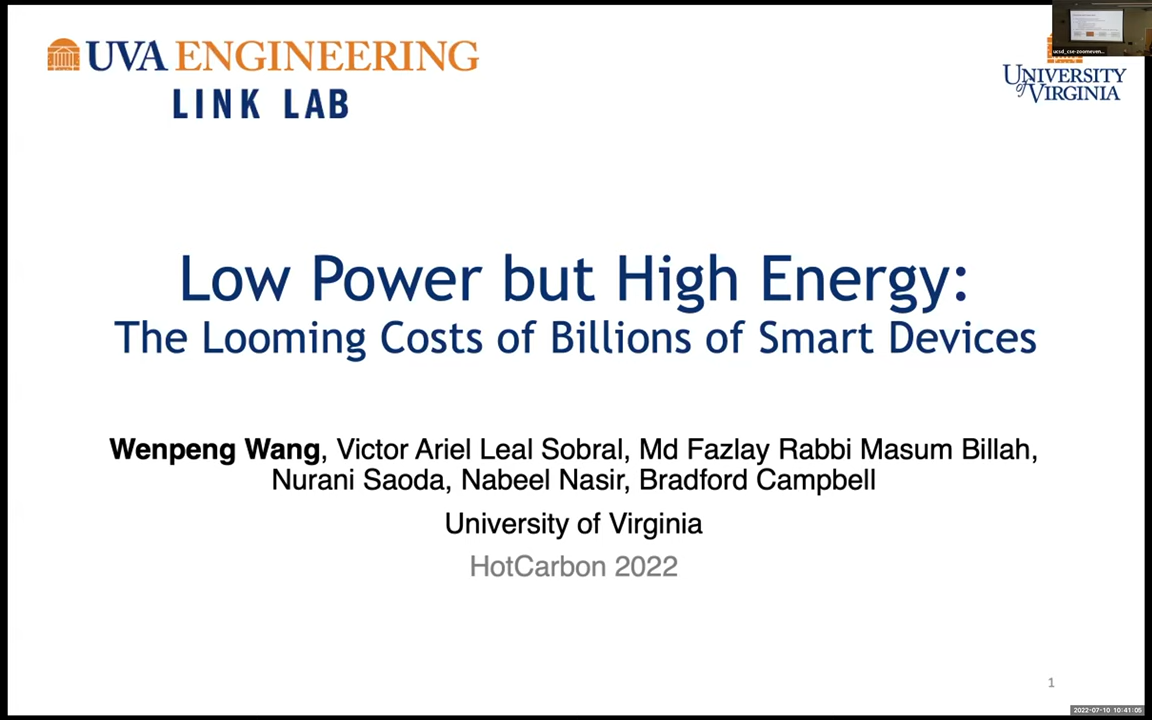 UVA ENGINEERING
LINK LAB
ucsd_cse-zoomeven...
UNIVERSITY
of VIRGINIA
Low Power but High Energy:
The Looming Costs of Billions of Smart Devices
Wenpeng Wang, Victor Ariel Leal Sobral, Md Fazlay Rabbi Masum Billah,
Nurani Saoda, Nabeel Nasir, Bradford Campbell
University of Virginia
HotCarbon 2022
1
2022-07-10 10:41:05